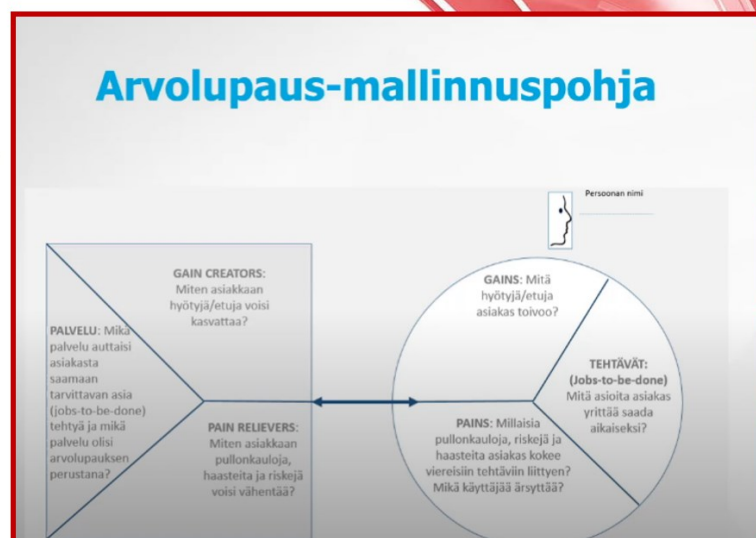 Arvolupaus-mallinnuspohja
Persoonan nimi
GAIN CREATORS:
Miten asiakkaan
hyötyjä/etuja voisi
kasvattaa?
PALVELU: Mikä
palvelu auttaisi
asiakasta
saamaan
tarvittavan asia
(jobs-to-be-done)
tehtyä ja mikä
palvelu olisi
arvolupauksen
perustana?
PAIN RELIEVERS:
Miten asiakkaan
pullonkauloja,
haasteita ja riskejä
voisi vähentää?
GAINS: Mitä
hyötyjä/etuja
asiakas toivoo?
TEHTÄVÄT:
(Jobs-to-be-done)
Mitä asioita asiakas
yrittää saada
aikaiseksi?
PAINS: Millaisia
pullonkauloja, riskejä ja
haasteita asiakas kokee
viereisiin tehtäviin liittyen?
Mikä käyttäjää ärsyttää?